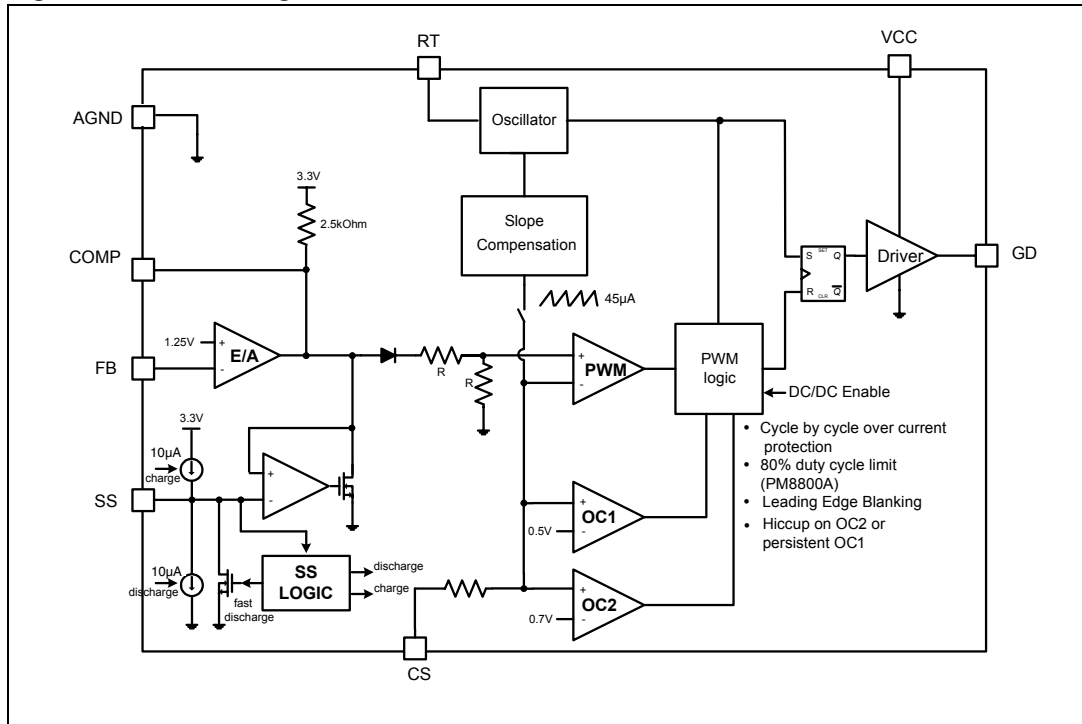 RT
VCC
AGND
Oscillator
3.3V
2.5kOhm
Slope
Compensation
COMP
S SET Q
R CLR Q
Driver
GD
45µA
1.25V
+
-
E/A
FB
R
R
+
-
PWM
PWM
logic
DC/DC Enable
3.3V
10µA
charge
SS
+
-
• Cycle by cycle over current
protection
• 80% duty cycle limit
(PM8800A)
• Leading Edge Blanking
• Hiccup on OC2 or
persistent OC1
+
OC1
0.5V
-
10µA
discharge
fast
discharge
SS
LOGIC
discharge
charge
+
OC2
0.7V
-
CS